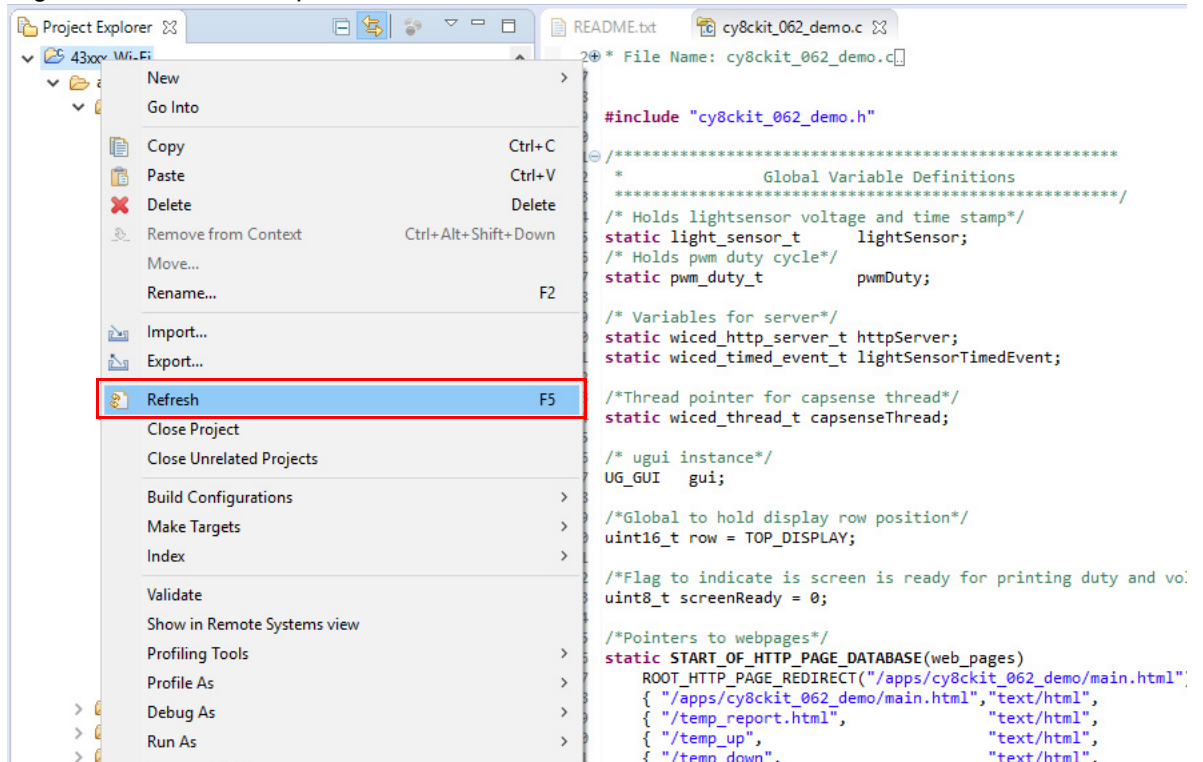 Project Explorer
43xxx_Wi-Fi
New
Go Into
Copy Ctrl+C
Paste Ctrl+V
Delete Delete
Remove from Context Ctrl+Alt+Shift+Down
Move...
Rename... F2
Import...
Export...
Refresh F5
Close Project
Close Unrelated Projects
Build Configurations
Make Targets
Index
Validate
Show in Remote Systems view
Profiling Tools
Profile As
Debug As
Run As
README.txt cy8ckit_062_demo.c
2 * File Name: cy8ckit_062_demo.c
#include "cy8ckit_062_demo.h"
/******************************************************
* Global Variable Definitions
******************************************************/
/* Holds lightsensor voltage and time stamp*/
static light_sensor_t lightSensor;
/* Holds pwm duty cycle*/
static pwm_duty_t pwmDuty;
/* Variables for server*/
static wiced_http_server_t httpServer;
static wiced_timed_event_t lightSensorTimedEvent;
/*Thread pointer for capsense thread*/
static wiced_thread_t capsenseThread;
/* ugui instance*/
UG_GUI gui;
/*Global to hold display row position*/
uint16_t row = TOP_DISPLAY;
/*Flag to indicate is screen is ready for printing duty and
uint8_t screenReady = 0;
/*Pointers to webpages*/
static START_OF_HTTP_PAGE_DATABASE(web_pages)
ROOT_HTTP_PAGE_REDIRECT("/apps/cy8ckit_062_demo/main.html")
{ "/apps/cy8ckit_062_demo/main.html","text/html",
{ "/temp_report.html", "text/html",
{ "/temp_up", "text/html",
{ "/temp_down", "text/html",